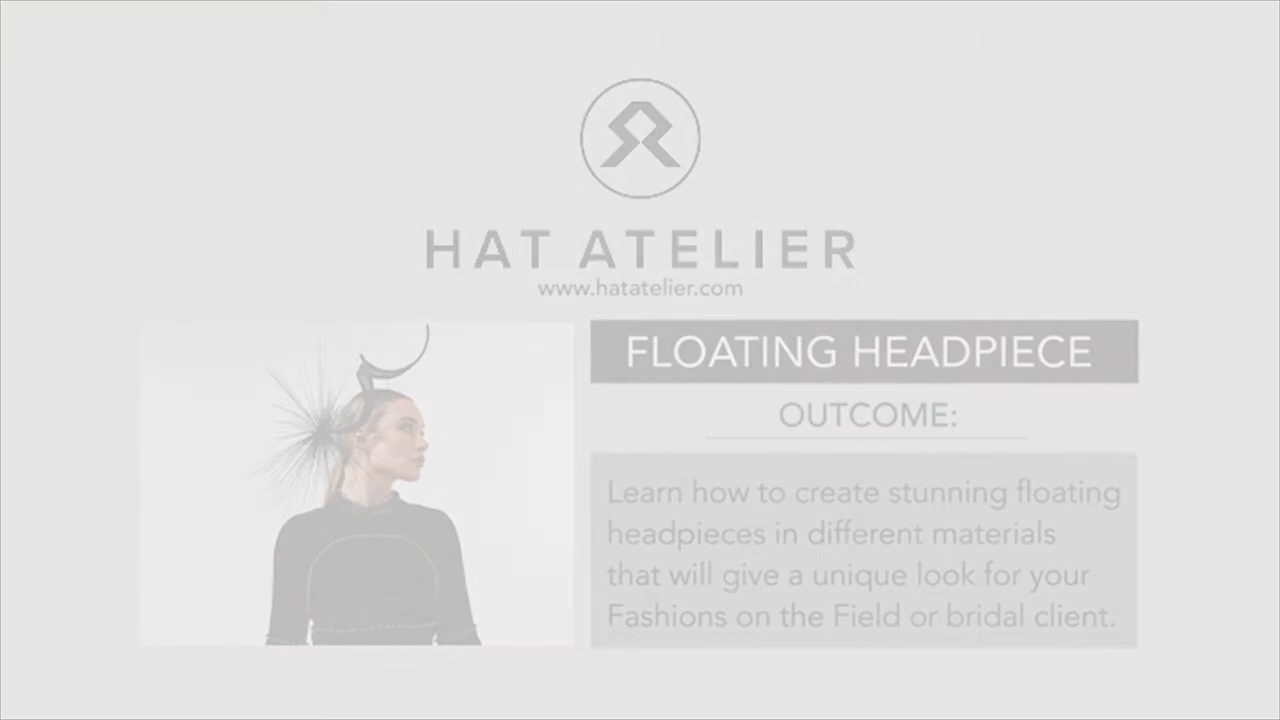 HAT ATELIER
www.hatatelier.com
FLOATING HEADPIECE
OUTCOME:
Learn how to create stunning floating
headpieces in different materials
that will give a unique look for your
Fashions on the Field or bridal client.